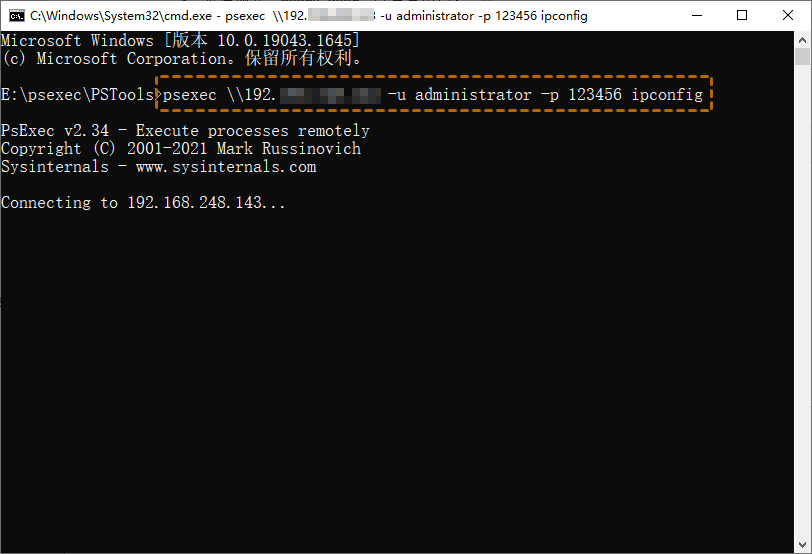 C:\Windows\System32\cmd.exe - psexec \\192. -u administrator -p 123456 ipconfig
Microsoft Windows [版本 10.0.19043.1645]
(c) Microsoft Corporation。保留所有权利。
E:\psexec\PSTools>psexec \\192. -u administrator -p 123456 ipconfig
PsExec v2.34 - Execute processes remotely
Copyright (C) 2001-2021 Mark Russinovich
Sysinternals - www.sysinternals.com
Connecting to 192.168.248.143...